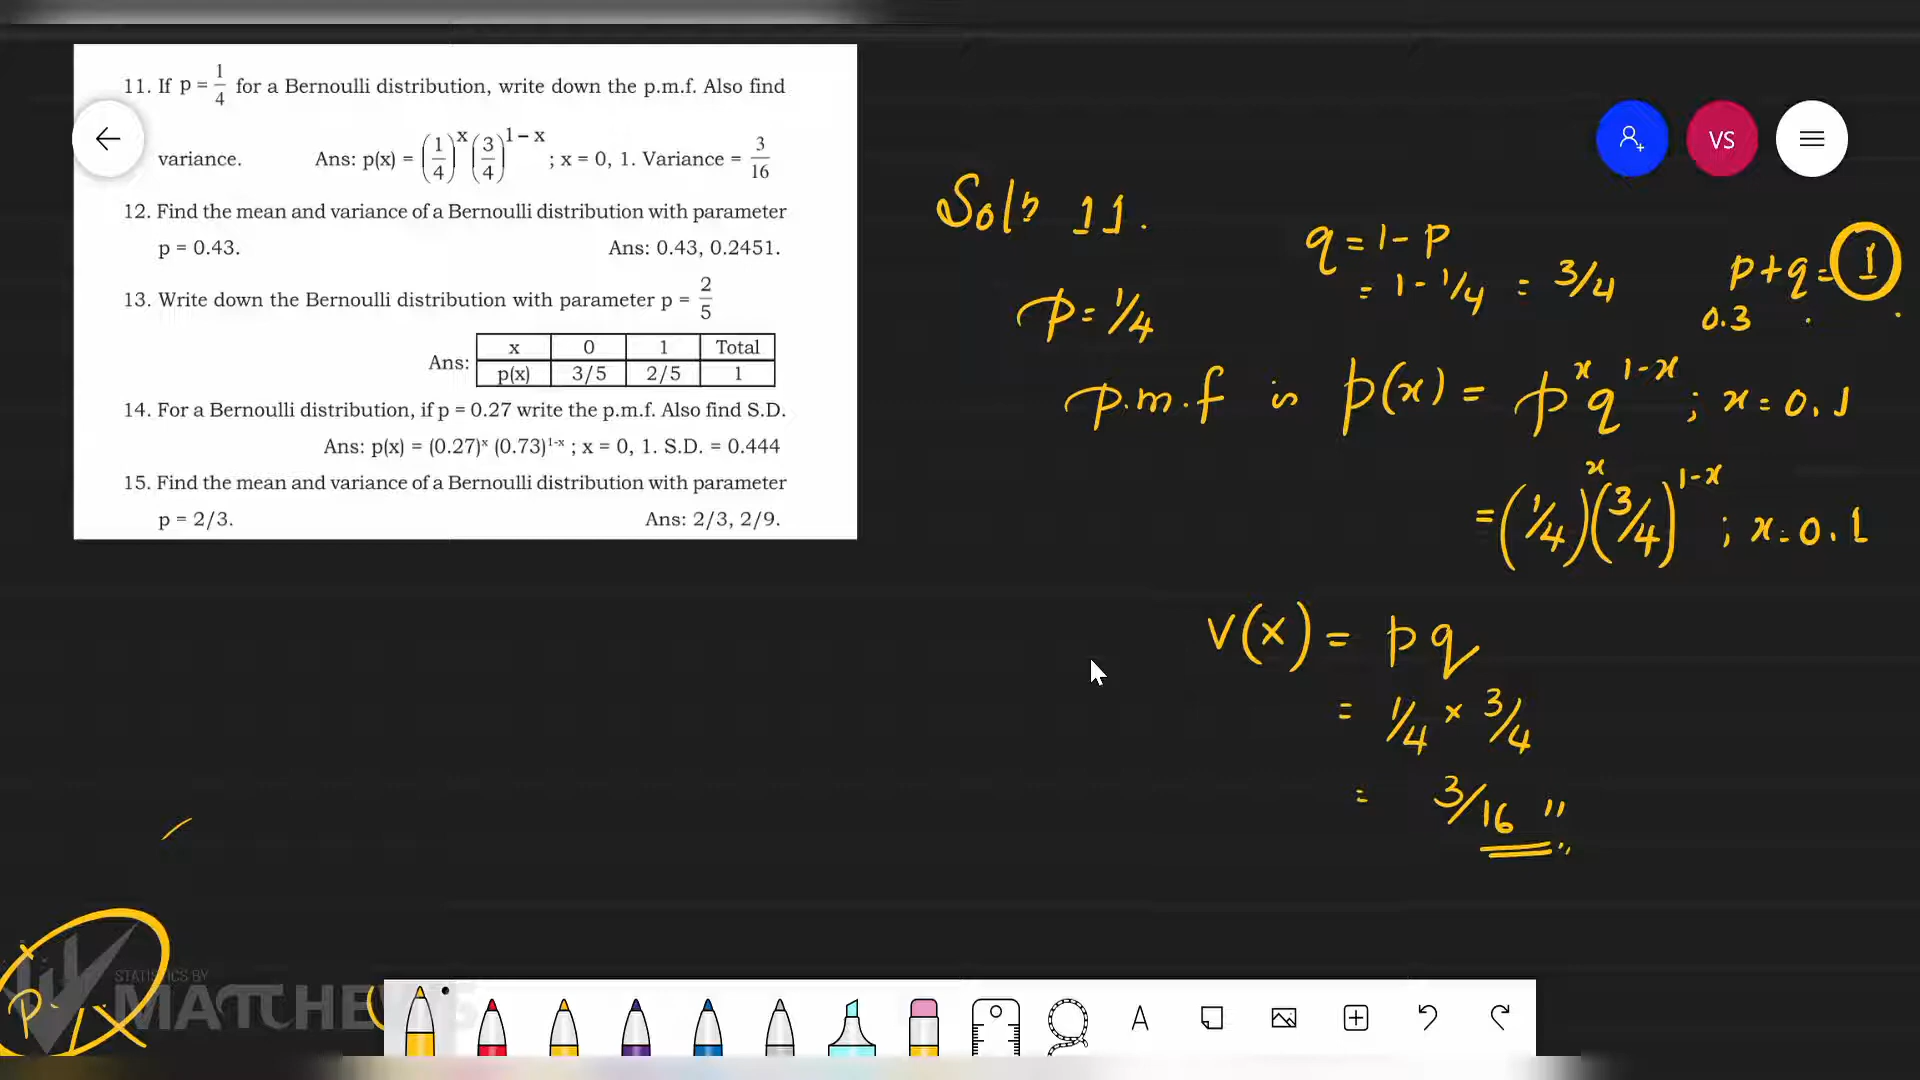 11. If p = 1/4 for a Bernoulli distribution, write down the p.m.f. Also find
variance. Ans: p(x) = (1/4)^x (3/4)^1-x ; x = 0, 1. Variance = 3/16
12. Find the mean and variance of a Bernoulli distribution with parameter
p = 0.43. Ans: 0.43, 0.2451.
13. Write down the Bernoulli distribution with parameter p = 2/5
Ans: x 0 1 Total
p(x) 3/5 2/5 1
14. For a Bernoulli distribution, if p = 0.27 write the p.m.f. Also find S.D.
Ans: p(x) = (0.27)^x (0.73)^1-x ; x = 0, 1. S.D. = 0.444
15. Find the mean and variance of a Bernoulli distribution with parameter
p = 2/3. Ans: 2/3, 2/9.
VS
Soln 11.
q = 1 - p
= 1 - 1/4 = 3/4
p + q = 1
0.3
p = 1/4
p.m.f is p(x) = p^x q^1-x ; x = 0, 1
= (1/4)^x (3/4)^1-x ; x = 0, 1
V(x) = pq
= 1/4 × 3/4
= 3/16 "
STATISTICS BY
MATTHEWS
A